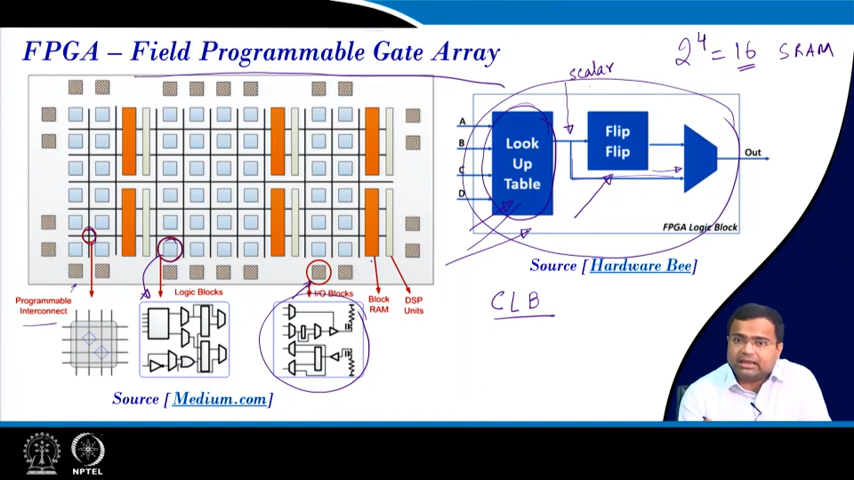 FPGA – Field Programmable Gate Array
2⁴ = 16 SRAM
scalar
A
B
C
D
Look
Up
Table
Flip
Flip
Out
FPGA Logic Block
Source [ Hardware Bee]
CLB
Programmable
Interconnect
Logic Blocks
I/O Blocks
Block
RAM
DSP
Units
Source [ Medium.com]
NPTEL